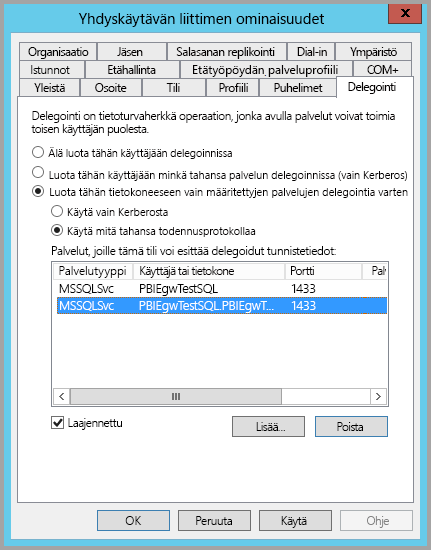 Yhdyskäytävän liittimen ominaisuudet
x
Organisaatio Jäsen Salasanan replikointi Dial-in Ympäristö
Istunnot Etähallinta Etätyöpöydän palveluprofiili COM+
Yleistä Osoite Tili Profiili Puhelimet Delegointi
Delegointi on tietoturvaherkkä operaation, jonka avulla palvelut voivat toimia
toisen käyttäjän puolesta.
Älä luota tähän käyttäjään delegoinnissa
Luota tähän käyttäjään minkä tahansa palvelun delegoinnissa (vain Kerberos)
Luota tähän tietokoneeseen vain määritettyjen palvelujen delegointia varten
Käytä vain Kerberosta
Käytä mitä tahansa todennusprotokollaa
Palvelut, joille tämä tili voi esittää delegoidut tunnistetiedot:
Palvelutyyppi Käyttäjä tai tietokone Portti Palv
MSSQLSvc PBIEgwTestSQL 1433
MSSQLSvc PBIEgwTestSQL.PBIEgwT... 1433
Laajennettu Lisää... Poista
OK Peruuta Käytä Ohje